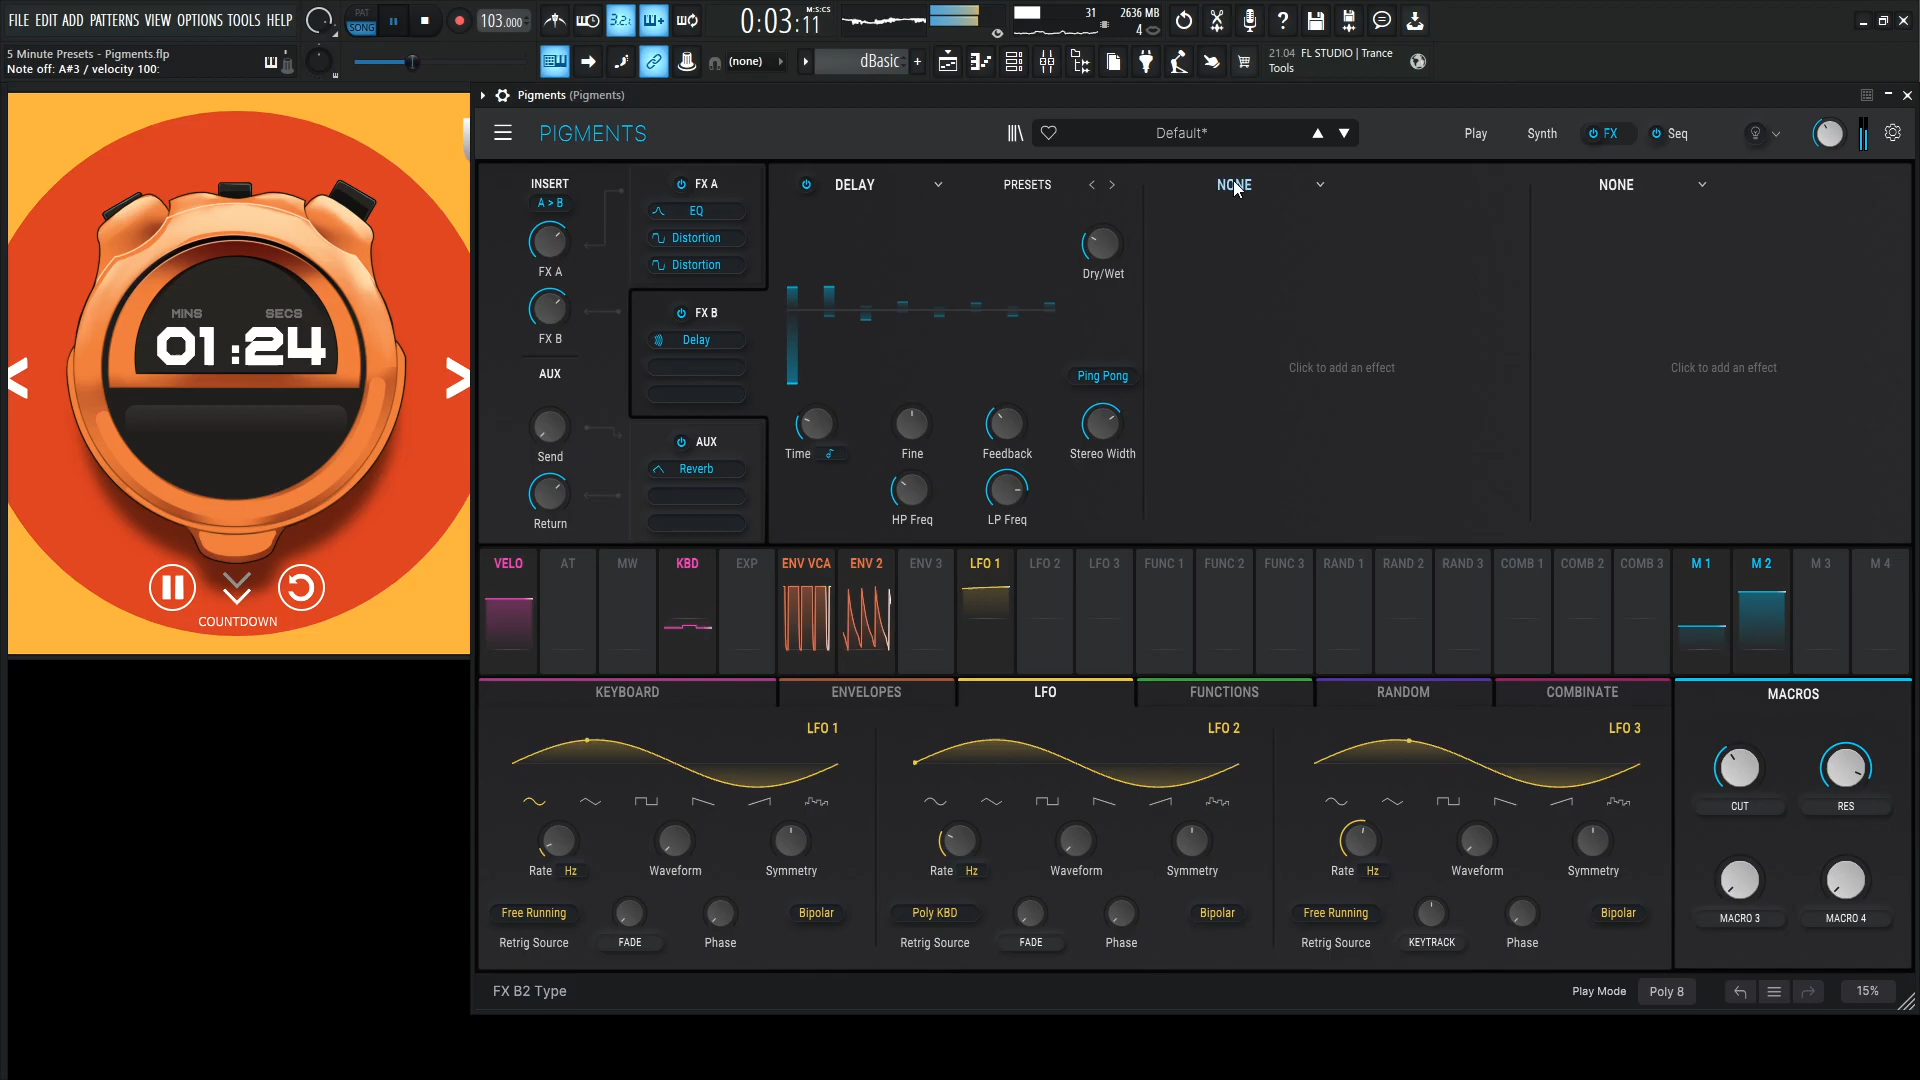 FILE EDIT ADD PATTERNS VIEW OPTIONS TOOLS HELP
PAT
SONG
103.000
3.2.
0:03:11
M:S:CS
31
2636 MB
4
5 Minute Presets - Pigments.flp
Note off: A#3 / velocity 100:
(none)
dBasic
21.04 FL STUDIO | Trance
Tools
MINS SECS
01:24
COUNTDOWN
Pigments (Pigments)
PIGMENTS
Default*
Play Synth FX Seq
INSERT
A > B
FX A
FX B
AUX
Send
Return
FX A
EQ
Distortion
Distortion
FX B
Delay
AUX
Reverb
DELAY
PRESETS
Dry/Wet
Ping Pong
Time
Fine
Feedback
Stereo Width
HP Freq
LP Freq
NONE
Click to add an effect
NONE
Click to add an effect
VELO AT MW KBD EXP ENV VCA ENV 2 ENV 3 LFO 1 LFO 2 LFO 3 FUNC 1 FUNC 2 FUNC 3 RAND 1 RAND 2 RAND 3 COMB 1 COMB 2 COMB 3 M 1 M 2 M 3 M 4
KEYBOARD ENVELOPES LFO FUNCTIONS RANDOM COMBINATE MACROS
LFO 1
Rate Hz Waveform Symmetry
Free Running Bipolar
Retrig Source FADE Phase
LFO 2
Rate Hz Waveform Symmetry
Poly KBD Bipolar
Retrig Source FADE Phase
LFO 3
Rate Hz Waveform Symmetry
Free Running Bipolar
Retrig Source KEYTRACK Phase
CUT RES
MACRO 3 MACRO 4
FX B2 Type
Play Mode Poly 8
15%